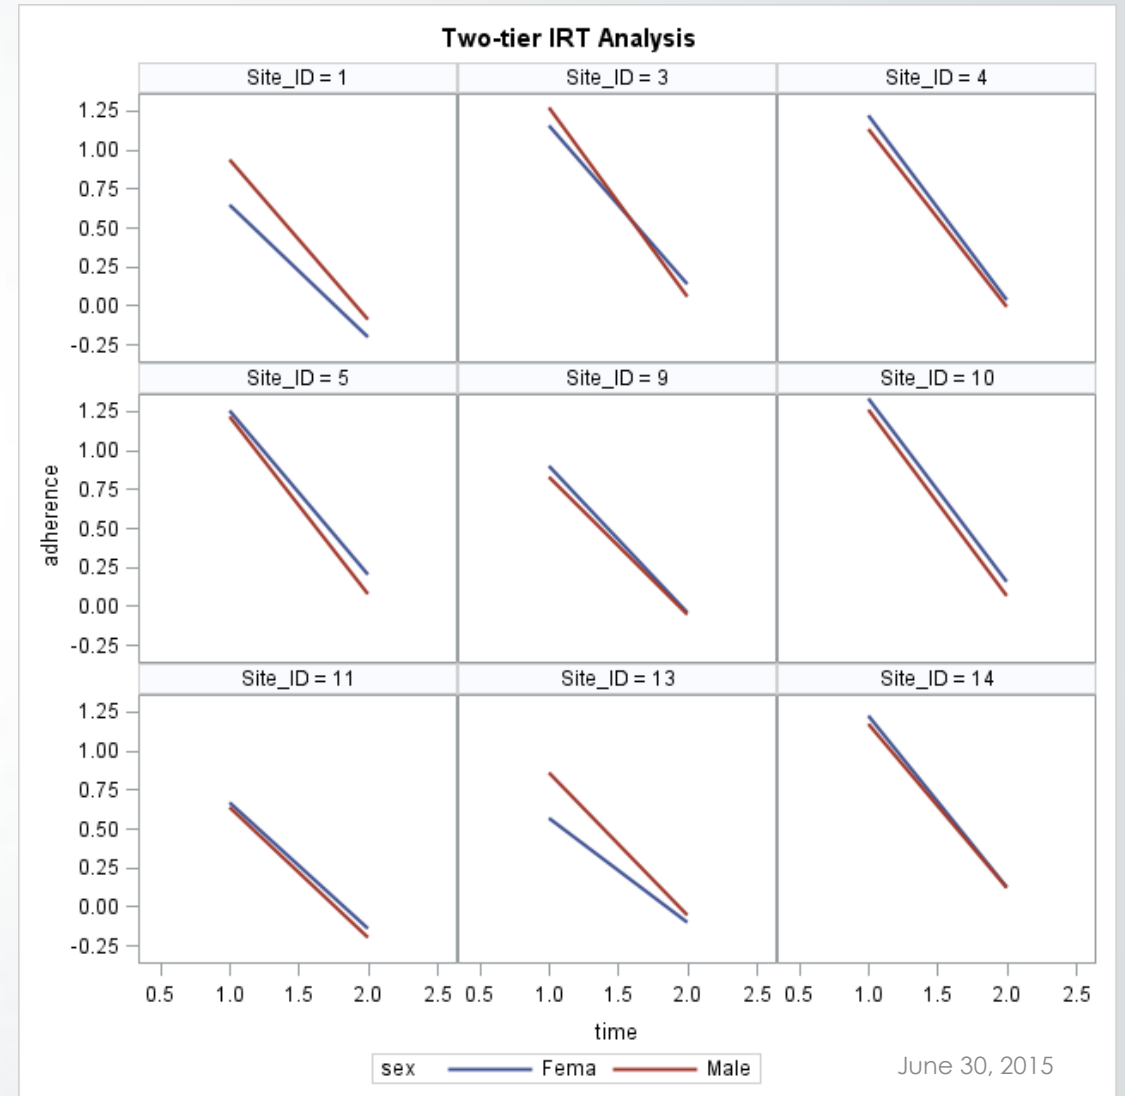 Two-tier IRT Analysis
Site_ID = 1 Site_ID = 3 Site_ID = 4
1.25
1.00
0.75
0.50
0.25
0.00
-0.25
Site_ID = 5 Site_ID = 9 Site_ID = 10
1.25
1.00
0.75
0.50
0.25
0.00
-0.25
adherence
Site_ID = 11 Site_ID = 13 Site_ID = 14
1.25
1.00
0.75
0.50
0.25
0.00
-0.25
0.5 1.0 1.5 2.0 2.5 0.5 1.0 1.5 2.0 2.5 0.5 1.0 1.5 2.0 2.5
time
sex Fema Male
June 30, 2015